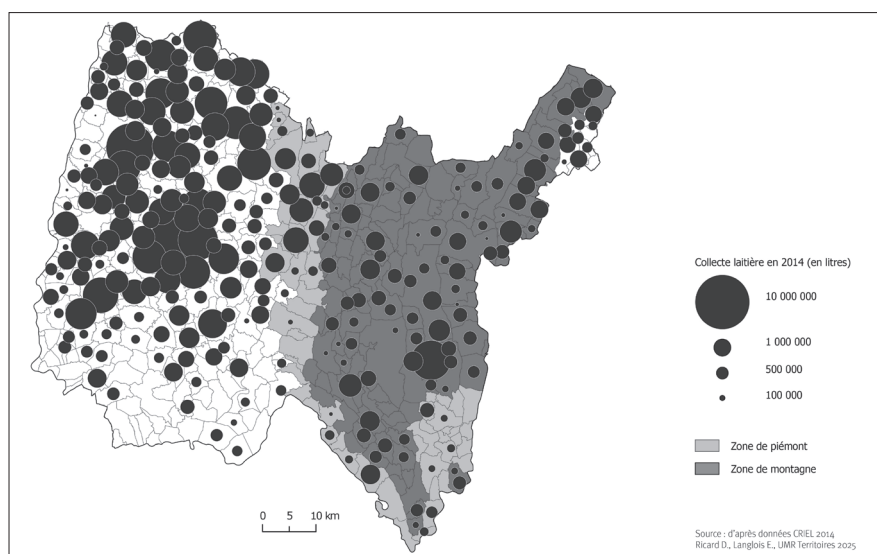 Collecte laitière en 2014 (en litres)
10 000 000
1 000 000
500 000
100 000
Zone de piémont
Zone de montagne
0 5 10 km
Source : d'après données CRIEL 2014
Ricard D., Langlois E., UMR Territoires 2025